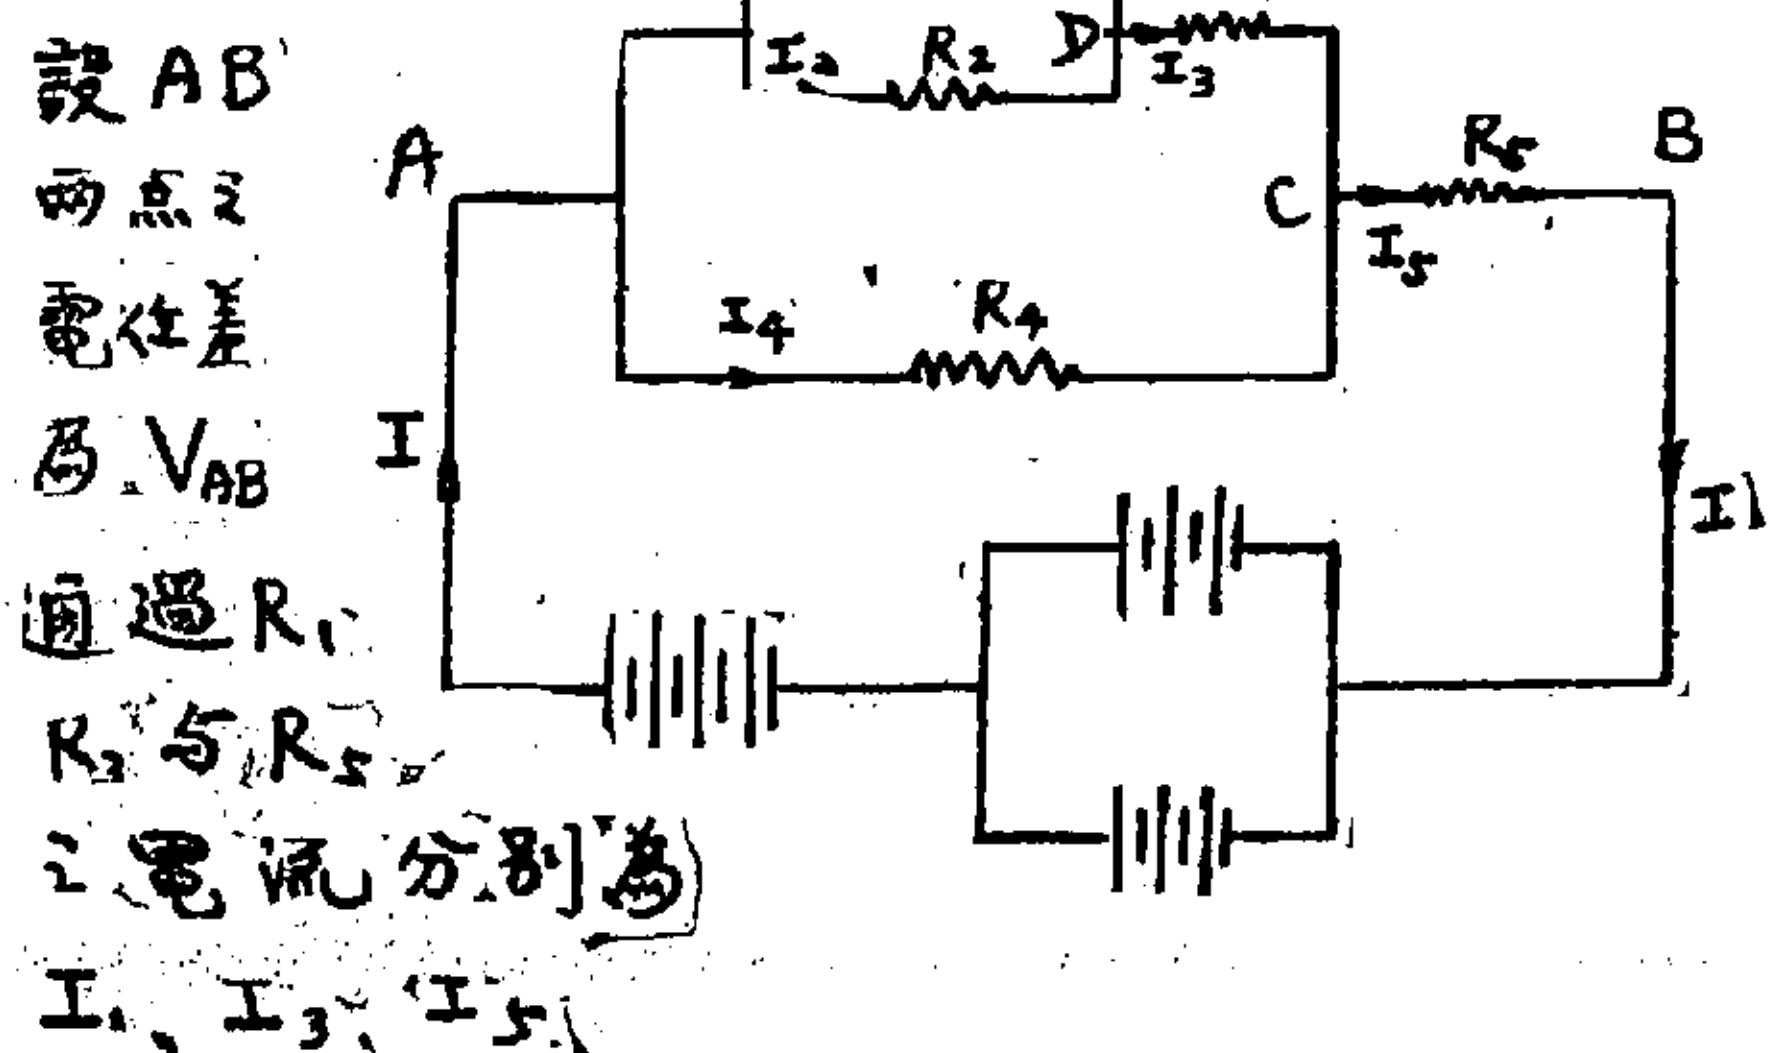 設AB
兩点之
電位差
為VAB
通過R1
R3与R5
之電流分別為
I1、I3、I5
I2 R2 D I3
A
R5 B
C I5
I4 R4
I
I